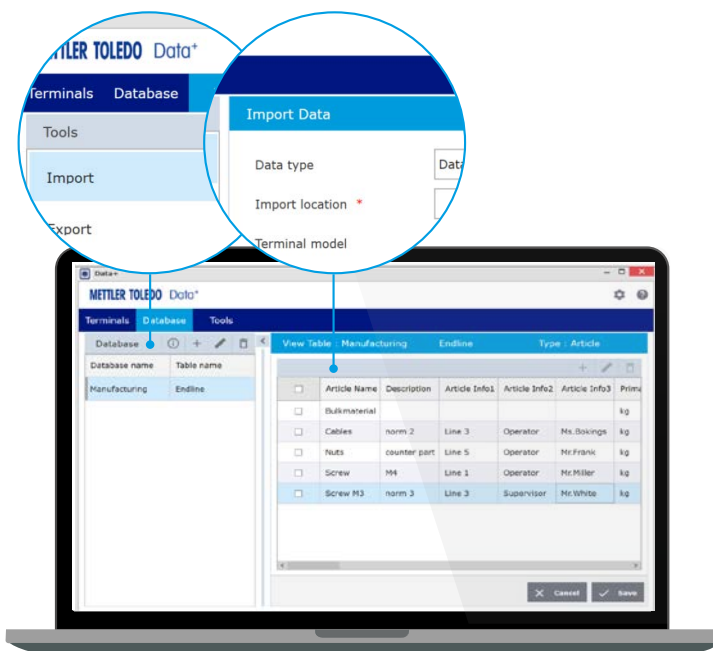 METTLER TOLEDO Data+
Terminals Database
Tools
Import
Export
Import Data
Data type Data
Import location *
Terminal model
Data+
METTLER TOLEDO Data+
Terminals Database Tools
Database
View Table : Manufacturing Endline Type : Article
Database name Table name
Manufacturing Endline
Article Name Description Article Info1 Article Info2 Article Info3 Prima
Bulkmaterial kg
Cables norm 2 Line 3 Operator Ms.Bokings kg
Nuts counter part Line 5 Operator Mr.Frank kg
Screw M4 Line 1 Operator Mr.Miller kg
Screw M3 norm 3 Line 3 Supervisor Mr.White kg
Cancel Save